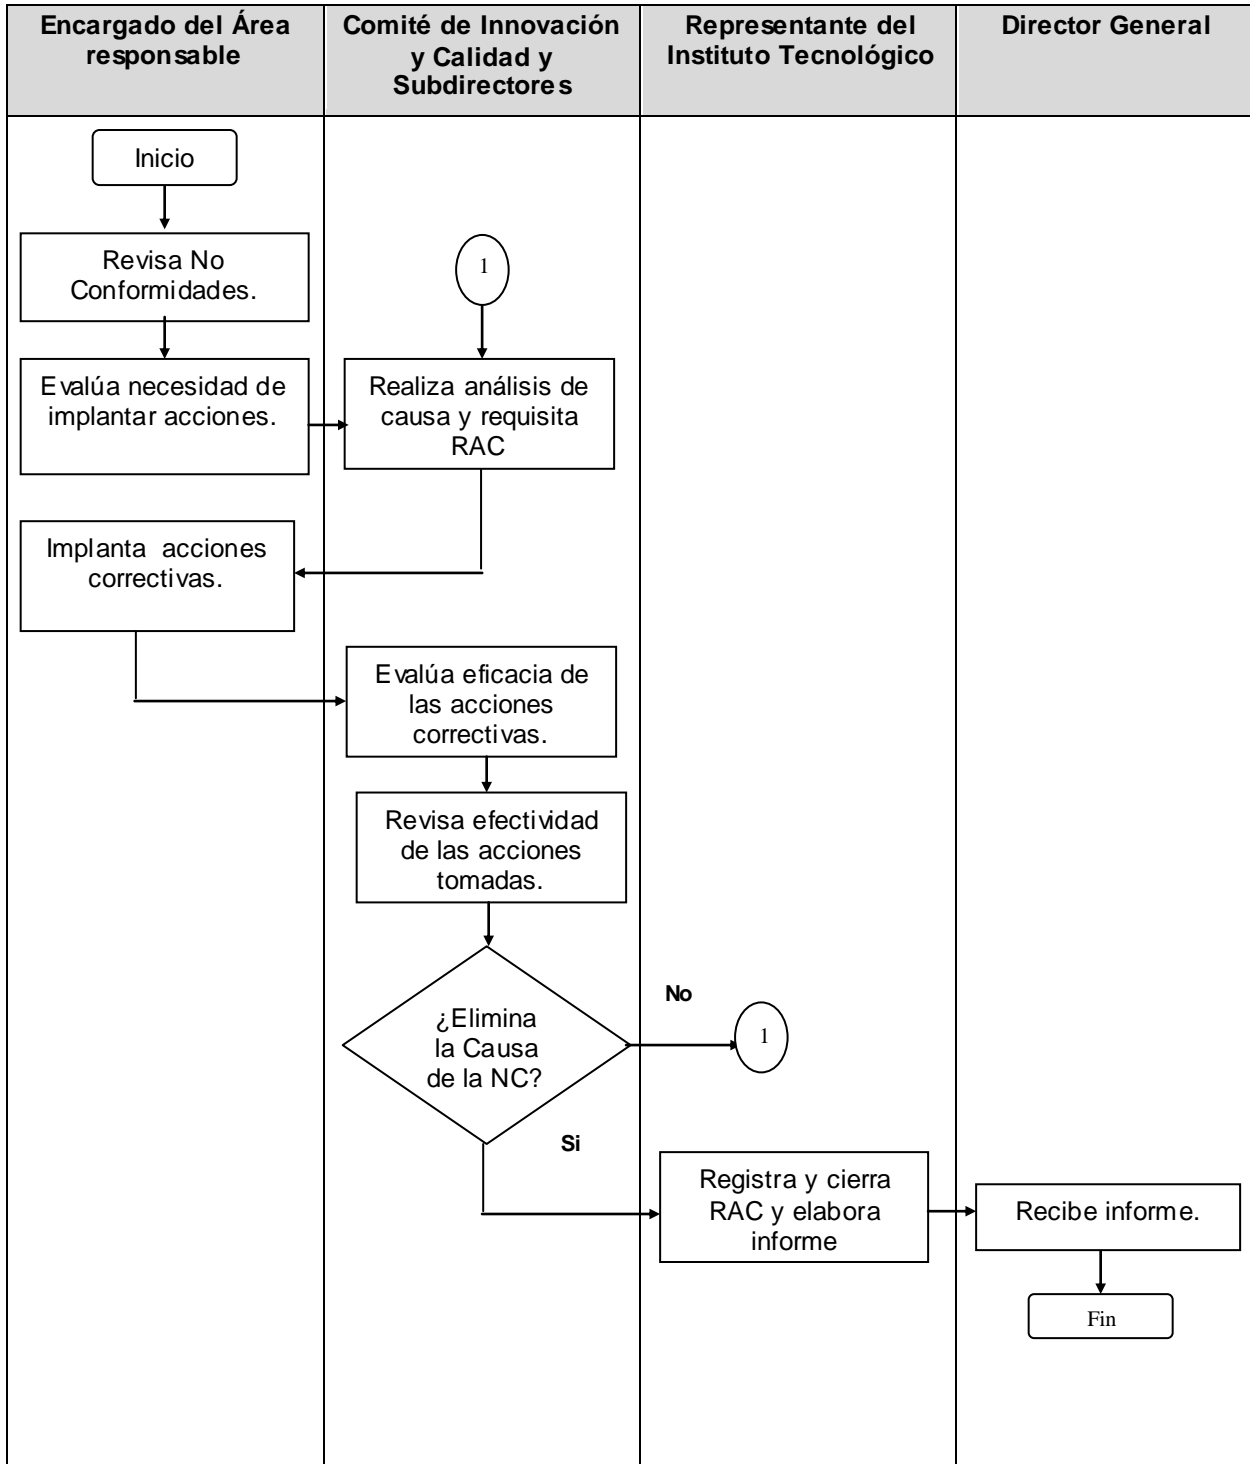 Encargado del Área
responsable
Comité de Innovación
y Calidad y
Subdirectores
Representante del
Instituto Tecnológico
Director General
Inicio
Revisa No
Conformidades.
1
Evalúa necesidad de
implantar acciones.
Realiza análisis de
causa y requisita
RAC
Implanta acciones
correctivas.
Evalúa eficacia de
las acciones
correctivas.
Revisa efectividad
de las acciones
tomadas.
¿Elimina
la Causa
de la NC?
No
1
Si
Registra y cierra
RAC y elabora
informe
Recibe informe.
Fin